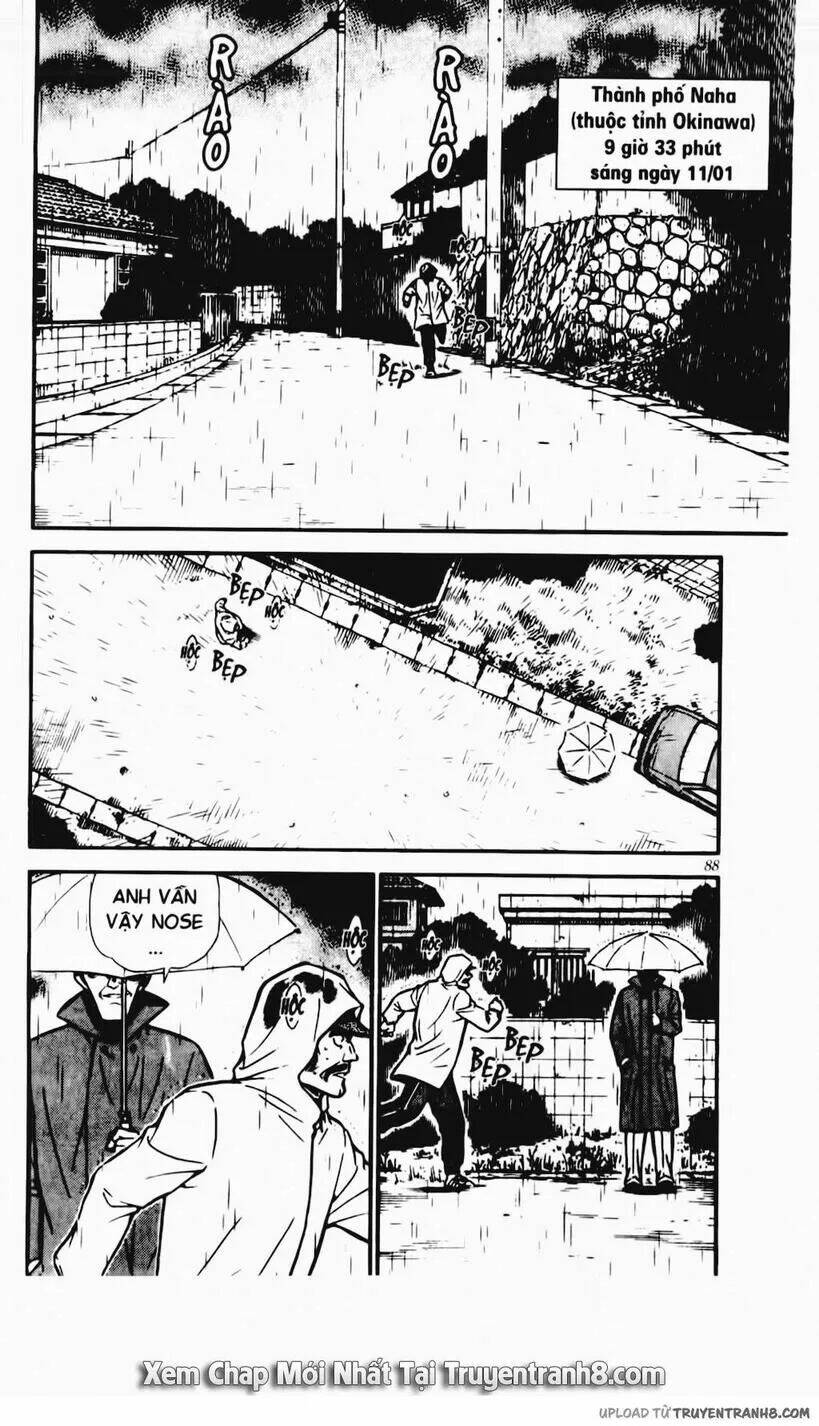 RÀO
RÀO
Thành phố Naha
(thuộc tỉnh Okinawa)
9 giờ 33 phút
sáng ngày 11/01
HỘC
HỘC
BẸP
BẸP
BẸP
HỘC
HỘC
BẸP
88
ANH VẪN
VẬY NOSE
...
HỘC
HỘC
HỘC
HỘC
BẸP
BẸP
Xem Chap Mới Nhất Tại Truyentranh8.com
UPLOAD TỪ TRUYENTRANH8.COM